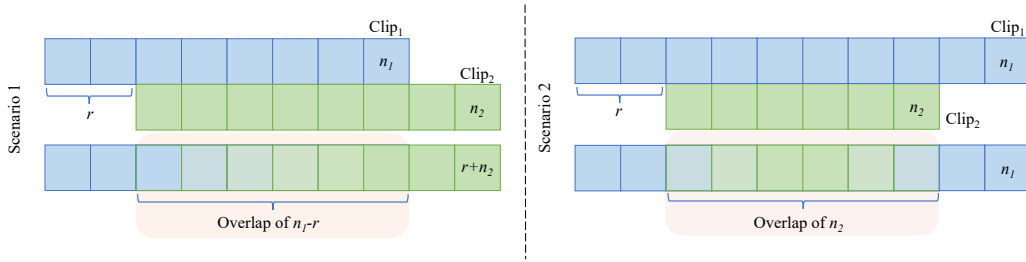 Scenario 1
Clip₁
n₁
r
Clip₂
n₂
r+n₂
Overlap of n₁-r
Scenario 2
Clip₁
n₁
r
n₂
Clip₂
n₁
Overlap of n₂